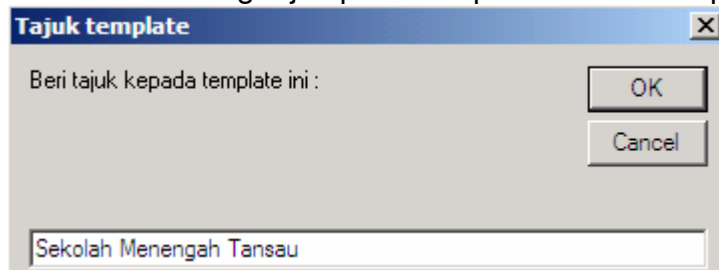 Tajuk template
Beri tajuk kepada template ini :
OK
Cancel
Sekolah Menengah Tansau